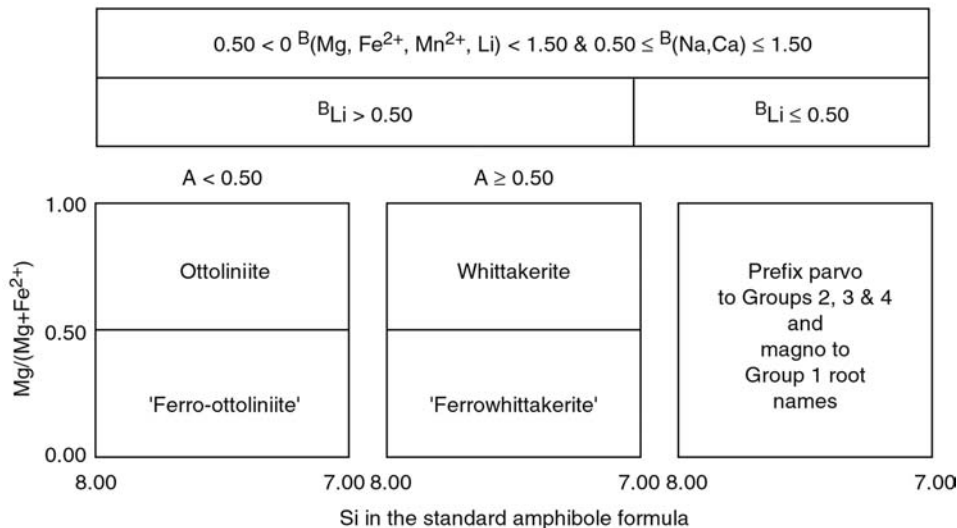 0.50 < 0 ᴮ(Mg, Fe²⁺, Mn²⁺, Li) < 1.50 & 0.50 ≤ ᴮ(Na,Ca) ≤ 1.50
ᴮLi > 0.50
ᴮLi ≤ 0.50
A < 0.50
A ≥ 0.50
1.00
0.50
0.00
Mg/(Mg+Fe²⁺)
Ottoliniite
'Ferro-ottoliniite'
Whittakerite
'Ferrowhittakerite'
Prefix parvo
to Groups 2, 3 & 4
and
magno to
Group 1 root
names
8.00
7.00
8.00
7.00
8.00
7.00
Si in the standard amphibole formula